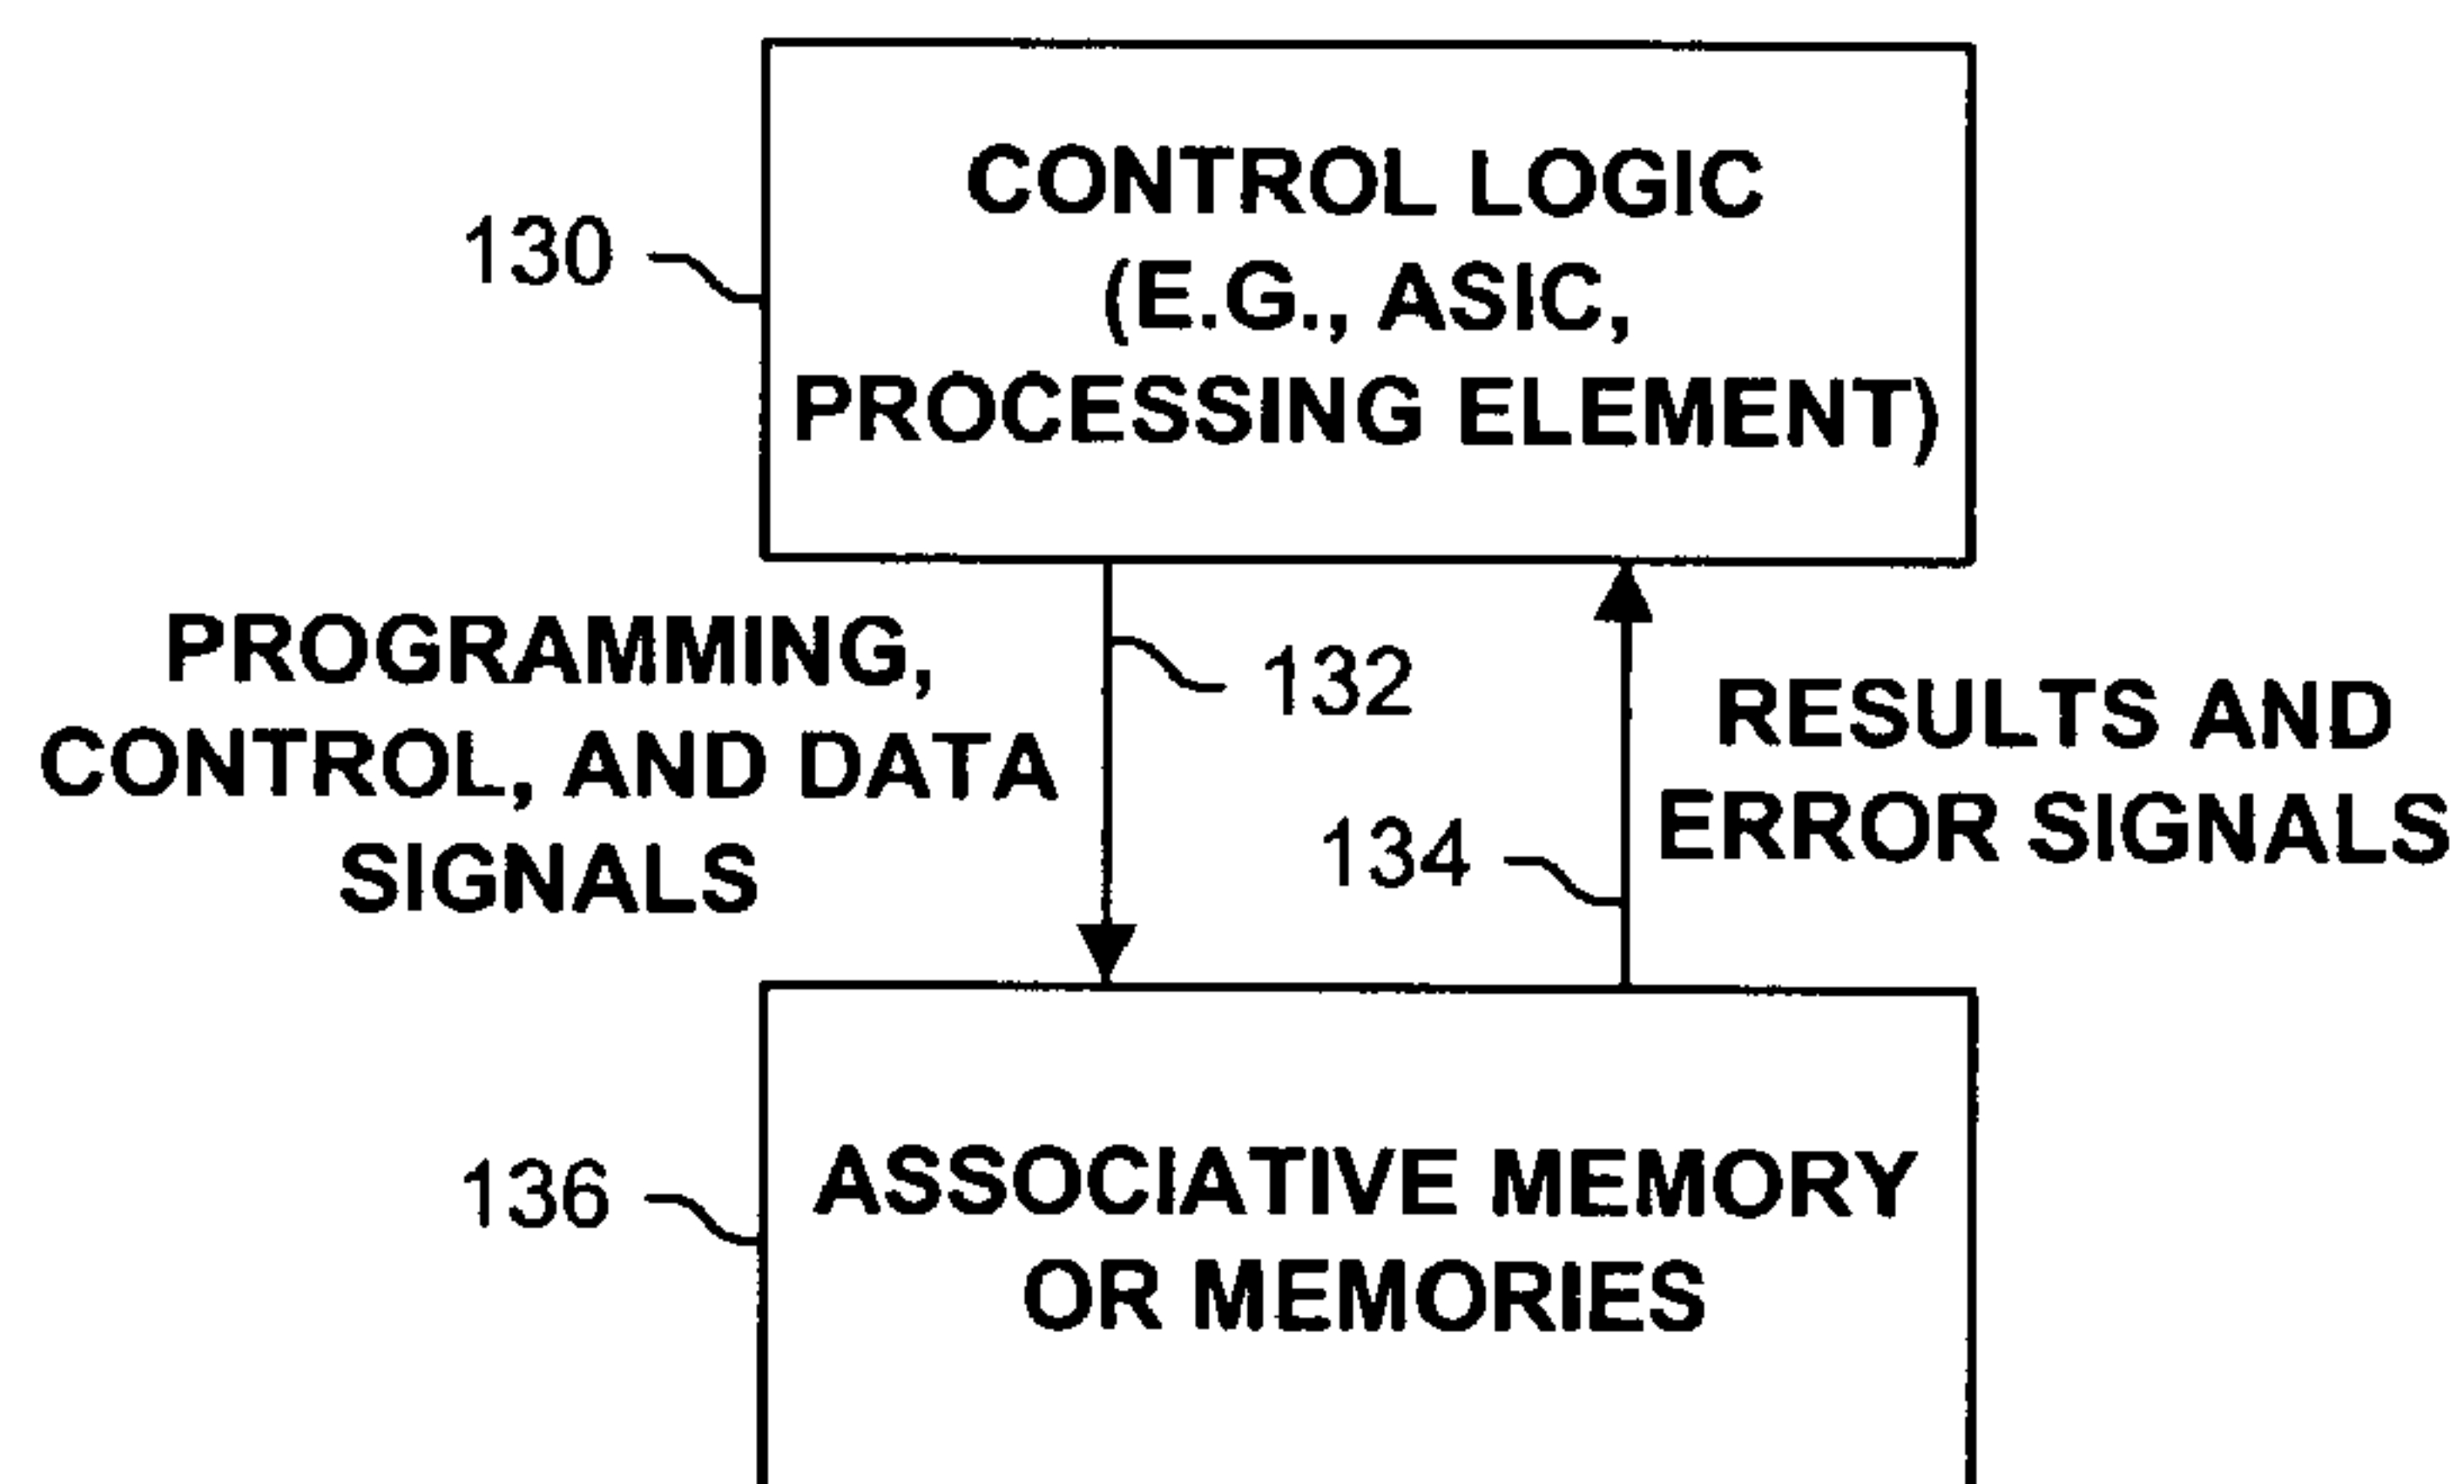 CONTROL LOGIC
(E.G., ASIC,
PROCESSING ELEMENT)
130
PROGRAMMING,
CONTROL, AND DATA
SIGNALS
132
134
RESULTS AND
ERROR SIGNALS
136
ASSOCIATIVE MEMORY
OR MEMORIES